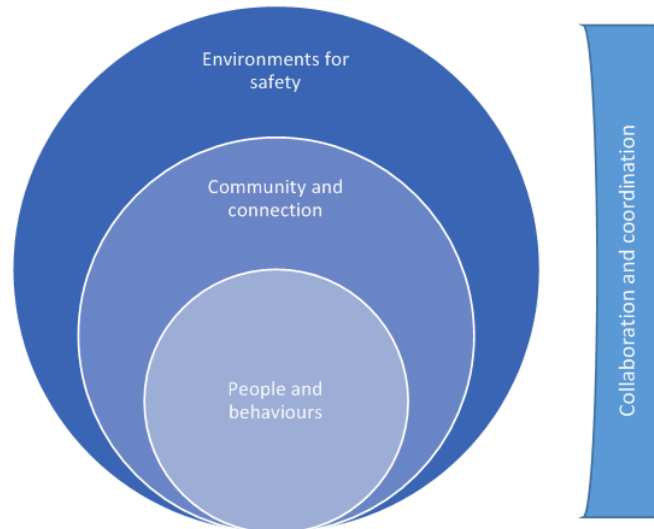 Environments for
safety
Community and
connection
People and
behaviours
Collaboration and coordination